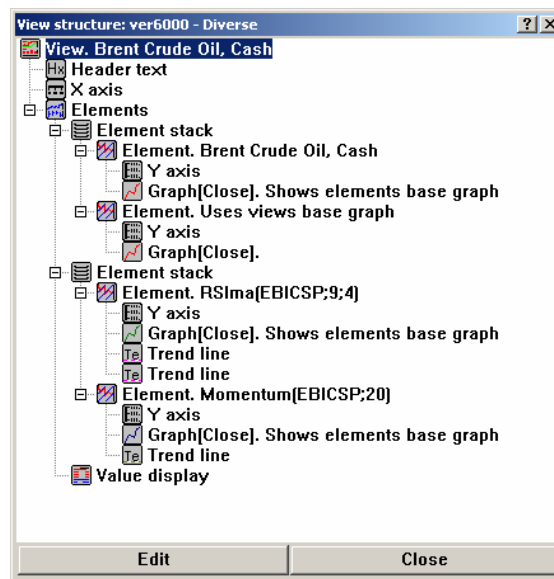 View structure: ver6000 - Diverse
View. Brent Crude Oil, Cash
Hx Header text
X axis
Elements
Element stack
Element. Brent Crude Oil, Cash
Y axis
Graph[Close]. Shows elements base graph
Element. Uses views base graph
Y axis
Graph[Close].
Element stack
Element. RSIma(EBICSP;9;4)
Y axis
Graph[Close]. Shows elements base graph
Te Trend line
Te Trend line
Element. Momentum(EBICSP;20)
Y axis
Graph[Close]. Shows elements base graph
Te Trend line
Value display
Edit Close